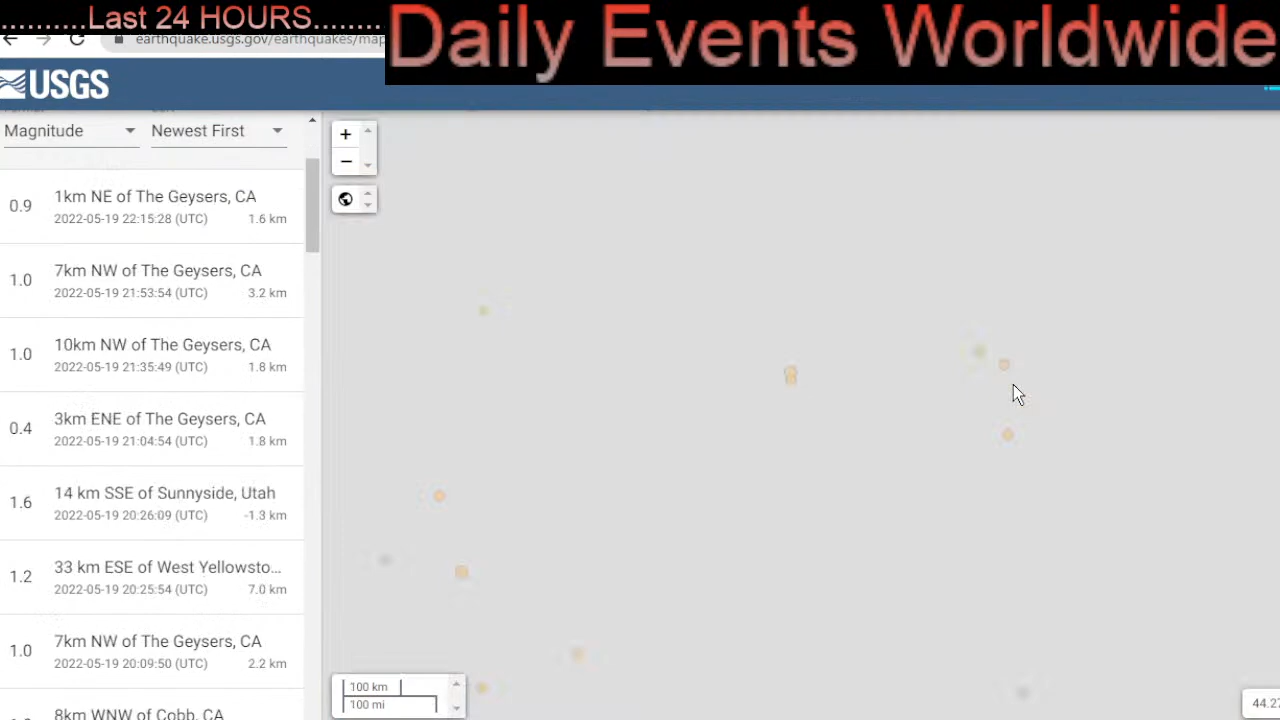 .........Last 24 HOURS.......
Daily Events Worldwide
earthquake.usgs.gov/earthquakes/map
USGS
Magnitude
Newest First
0.9
1km NE of The Geysers, CA
2022-05-19 22:15:28 (UTC)
1.6 km
1.0
7km NW of The Geysers, CA
2022-05-19 21:53:54 (UTC)
3.2 km
1.0
10km NW of The Geysers, CA
2022-05-19 21:35:49 (UTC)
1.8 km
0.4
3km ENE of The Geysers, CA
2022-05-19 21:04:54 (UTC)
1.8 km
1.6
14 km SSE of Sunnyside, Utah
2022-05-19 20:26:09 (UTC)
-1.3 km
1.2
33 km ESE of West Yellowsto...
2022-05-19 20:25:54 (UTC)
7.0 km
1.0
7km NW of The Geysers, CA
2022-05-19 20:09:50 (UTC)
2.2 km
8km WNW of Cobb, CA
+
−
100 km
100 mi
44.27